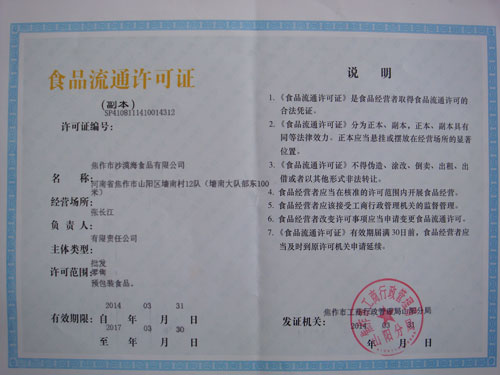 食品流通许可证
(副本)
SP4108111410014312
许可证编号:
焦作市沙漠海食品有限公司
名 称:
河南省焦作市山阳区墙南村12队(墙南大队部东100
米)
经营场所:
张长江
负 责 人:
有限责任公司
主体类型:
批发
许可范围:零售
预包装食品。
2014 03 31
有效期限: 自 年 月 日
2017 03 30
至 年 月 日
说 明
1. 《食品流通许可证》是食品经营者取得食品流通许可的
合法凭证。
2. 《食品流通许可证》分为正本、副本,正本、副本具有
同等法律效力。正本应当悬挂或摆放在经营场所的显著
位置。
3. 《食品流通许可证》不得伪造、涂改、倒卖、出租、出
借或者以其他形式非法转让。
4. 食品经营者应当在核准的许可范围内开展食品经营。
5. 食品经营者应该接受工商行政管理机关的监督管理。
6. 食品经营者改变许可事项应当申请变更食品流通许可。
7. 《食品流通许可证》有效期届满30日前,食品经营者应
当及时到原许可机关申请延续。
焦作市工商行政管理局山阳分局
发证机关:
2014 03 31
年 月 日